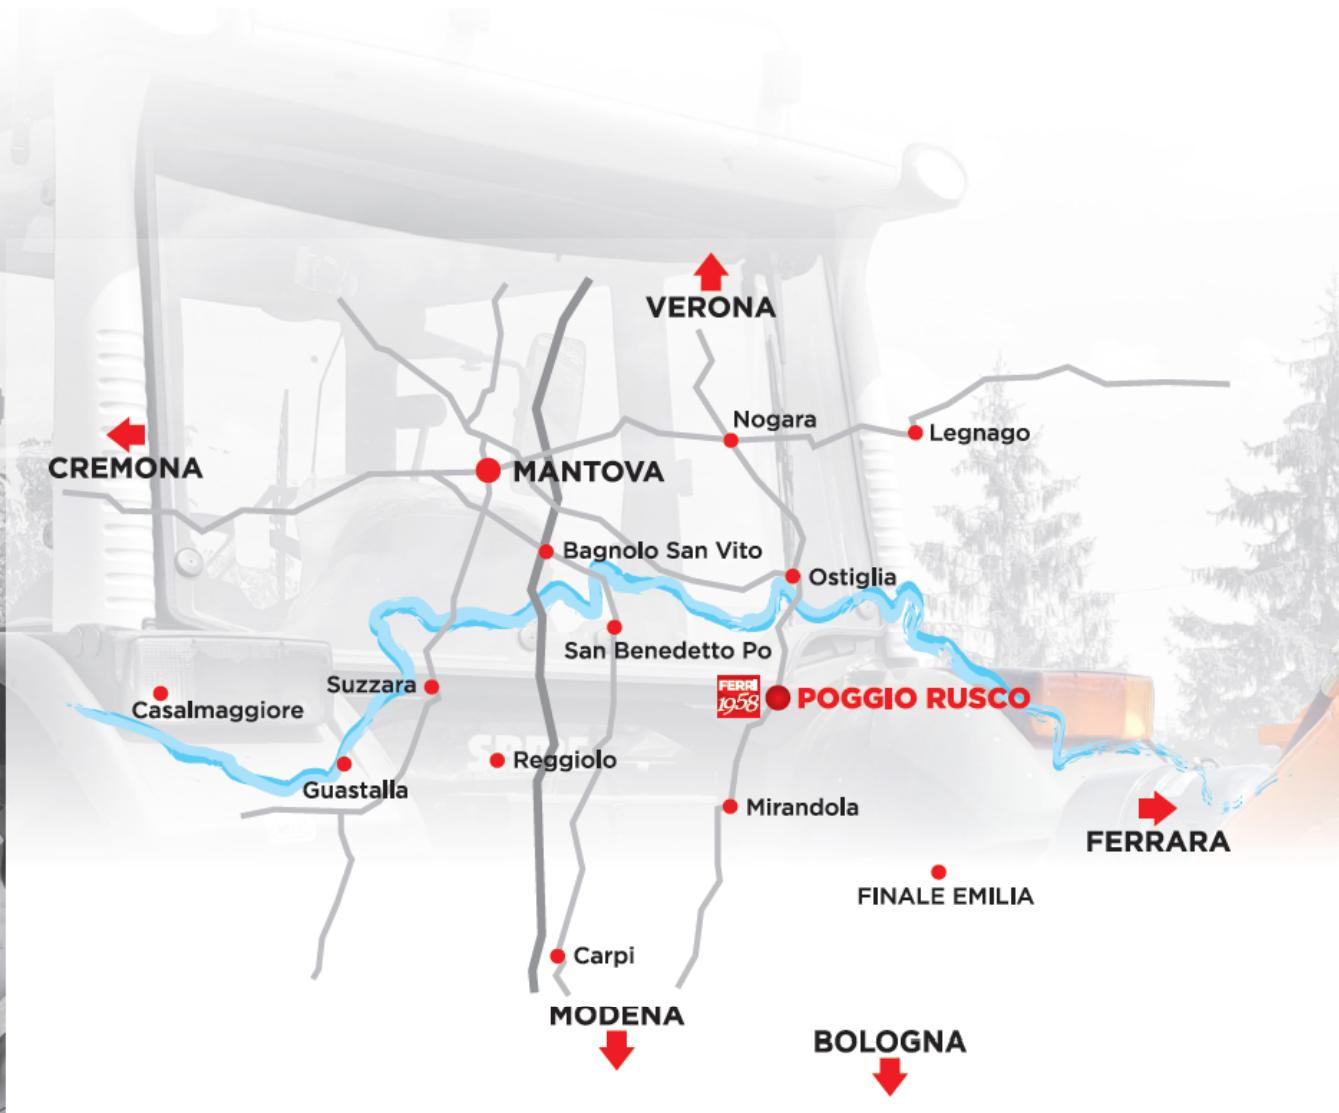 VERONA
Nogara
Legnago
CREMONA
MANTOVA
Bagnolo San Vito
Ostiglia
San Benedetto Po
Suzzara
FERRI
1958
POGGIO RUSCO
Casalmaggiore
Reggiolo
Guastalla
Mirandola
FERRARA
FINALE EMILIA
Carpi
MODENA
BOLOGNA